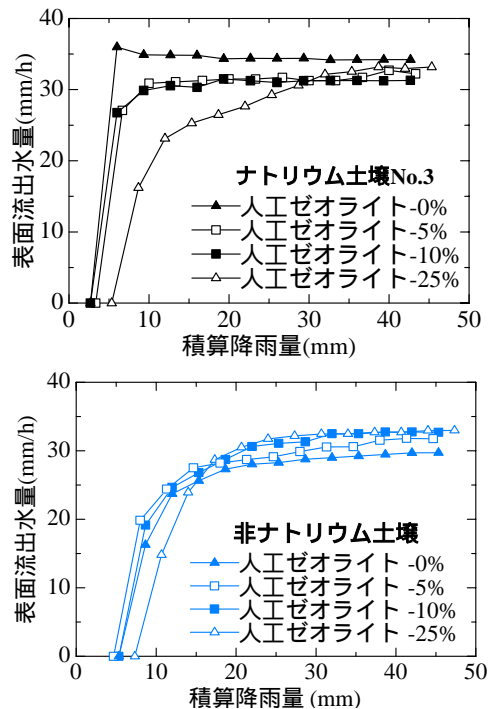 40
30
20
10
0
表面流出水量(mm/h)
ナトリウム土壌No.3
人工ゼオライト-0%
人工ゼオライト-5%
人工ゼオライト-10%
人工ゼオライト-25%
0 10 20 30 40 50
積算降雨量(mm)
40
30
20
10
0
表面流出水量(mm/h)
非ナトリウム土壌
人工ゼオライト -0%
人工ゼオライト -5%
人工ゼオライト -10%
人工ゼオライト -25%
0 10 20 30 40 50
積算降雨量 (mm)